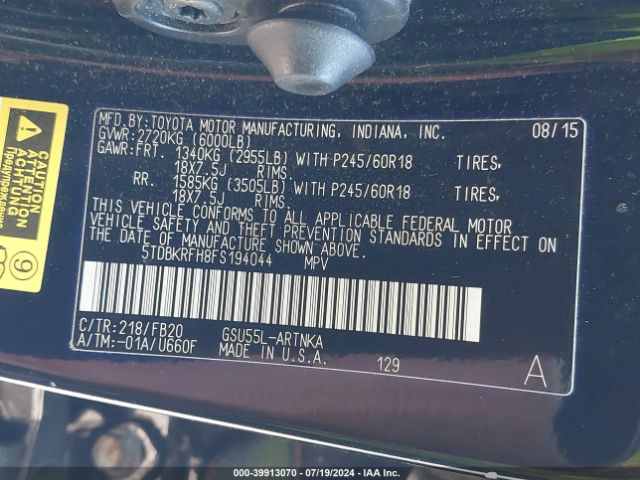 MFD.BY:TOYOTA MOTOR MANUFACTURING, INDIANA, INC. 08/15
GVWR:2720KG (6000LB)
GAWR:FRT. 1340KG (2955LB) WITH P245/60R18 TIRES,
18X7.5J RIMS.
RR. 1585KG (3505LB) WITH P245/60R18 TIRES,
18X7.5J RIMS.
THIS VEHICLE CONFORMS TO ALL APPLICABLE FEDERAL MOTOR
VEHICLE SAFETY AND THEFT PREVENTION STANDARDS IN EFFECT ON
THE DATE OF MANUFACTURE SHOWN ABOVE.
5TDBKRFH8FS194044 MPV
C/TR:218/FB20 GSU55L-ARTNKA
A/TM:-01A/U660F MADE IN U.S.A. 129 A
CAUTION
ATTENTION
ACHTUNG
9
000-39913070 - 07/19/2024 - IAA Inc.